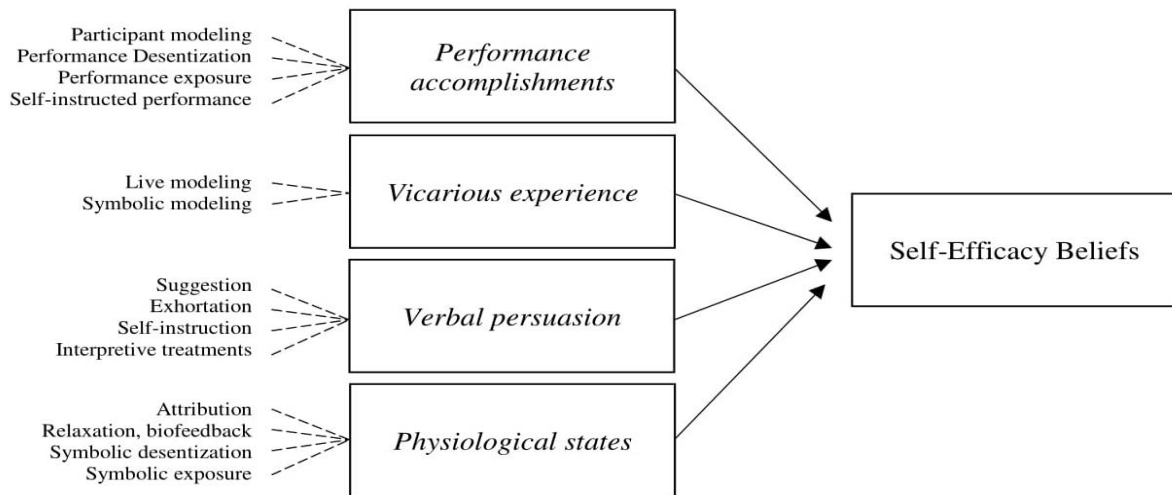 Participant modeling
Performance Desentization
Performance exposure
Self-instructed performance
Performance
accomplishments
Live modeling
Symbolic modeling
Vicarious experience
Self-Efficacy Beliefs
Suggestion
Exhortation
Self-instruction
Interpretive treatments
Verbal persuasion
Attribution
Relaxation, biofeedback
Symbolic desentization
Symbolic exposure
Physiological states